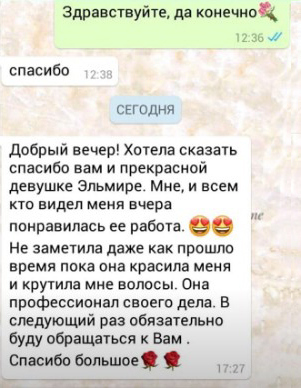 Здравствуйте, да конечно💐
12:36
спасибо 12:38
СЕГОДНЯ
Добрый вечер! Хотела сказать
спасибо вам и прекрасной
девушке Эльмире. Мне, и всем
кто видел меня вчера
понравилась ее работа. 😍😍
Не заметила даже как прошло
время пока она красила меня
и крутила мне волосы. Она
профессионал своего дела. В
следующий раз обязательно
буду обращаться к Вам .
Спасибо большое🌹🌹
17:27